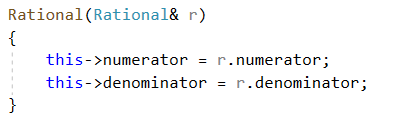 Rational(Rational& r)
{
    this->numerator = r.numerator;
    this->denominator = r.denominator;
}